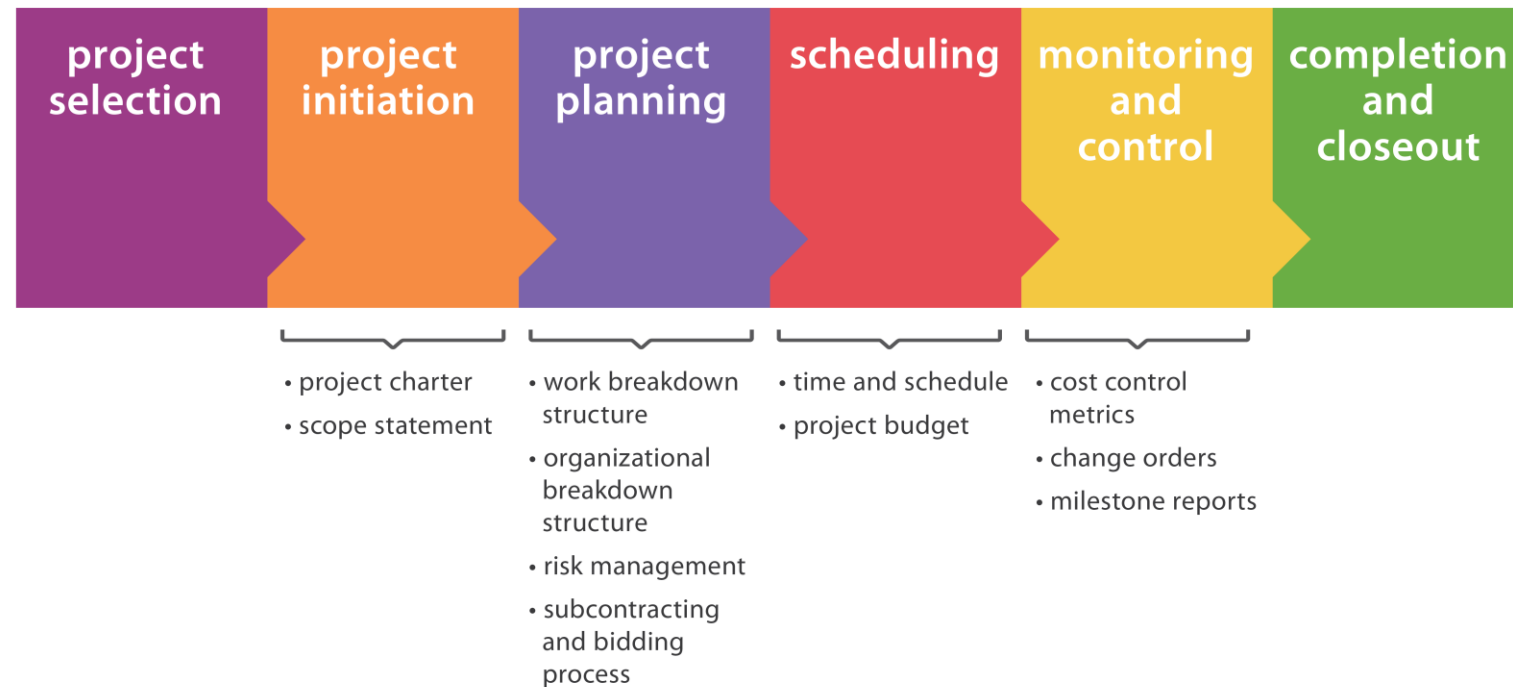 project
selection
project
initiation
project
planning
scheduling
monitoring
and
control
completion
and
closeout
• project charter
• scope statement
• work breakdown
structure
• organizational
breakdown
structure
• risk management
• subcontracting
and bidding
process
• time and schedule
• project budget
• cost control
metrics
• change orders
• milestone reports